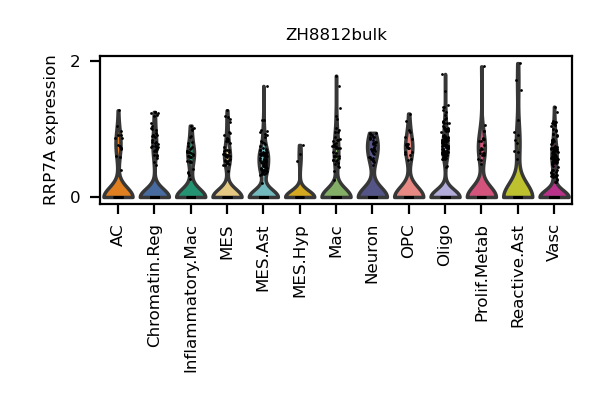 ZH8812bulk
RRP7A expression
2
0
AC
Chromatin.Reg
Inflammatory.Mac
MES
MES.Ast
MES.Hyp
Mac
Neuron
OPC
Oligo
Prolif.Metab
Reactive.Ast
Vasc